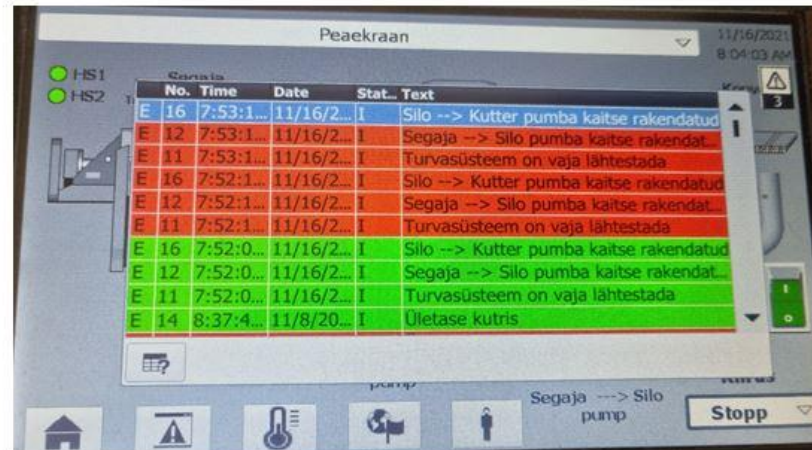 Peaekraan
11/16/2021
8:04:03 AM
HS1
Segaja
HS2
3
No. Time Date Stat... Text
E 16 7:53:1... 11/16/2... I Silo --> Kutter pumba kaitse rakendatud
E 12 7:53:1... 11/16/2... I Segaja --> Silo pumba kaitse rakendat...
E 11 7:53:1... 11/16/2... I Turvasüsteem on vaja lähtestada
E 16 7:52:1... 11/16/2... I Silo --> Kutter pumba kaitse rakendatud
E 12 7:52:1... 11/16/2... I Segaja --> Silo pumba kaitse rakendat...
E 11 7:52:1... 11/16/2... I Turvasüsteem on vaja lähtestada
E 16 7:52:0... 11/16/2... I Silo --> Kutter pumba kaitse rakendatud
E 12 7:52:0... 11/16/2... I Segaja --> Silo pumba kaitse rakendat...
E 11 7:52:0... 11/16/2... I Turvasüsteem on vaja lähtestada
E 14 8:37:4... 11/8/20... I Ületase kutris
pump
Kiirus
Segaja ---> Silo
pump
Stopp